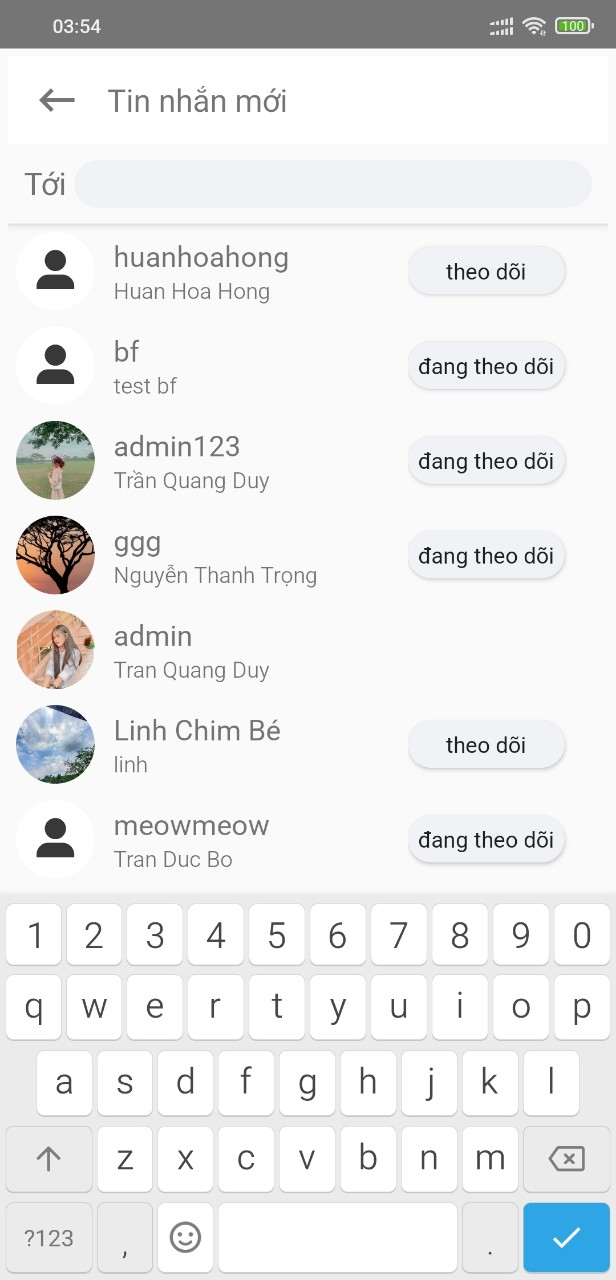 03:54
100
Tin nhắn mới
Tới
huanhoahong
Huan Hoa Hong
theo dõi
bf
test bf
đang theo dõi
admin123
Trần Quang Duy
đang theo dõi
ggg
Nguyễn Thanh Trọng
đang theo dõi
admin
Tran Quang Duy
Linh Chim Bé
linh
theo dõi
meowmeow
Tran Duc Bo
đang theo dõi
1 2 3 4 5 6 7 8 9 0
q w e r t y u i o p
a s d f g h j k l
z x c v b n m
?123 , .